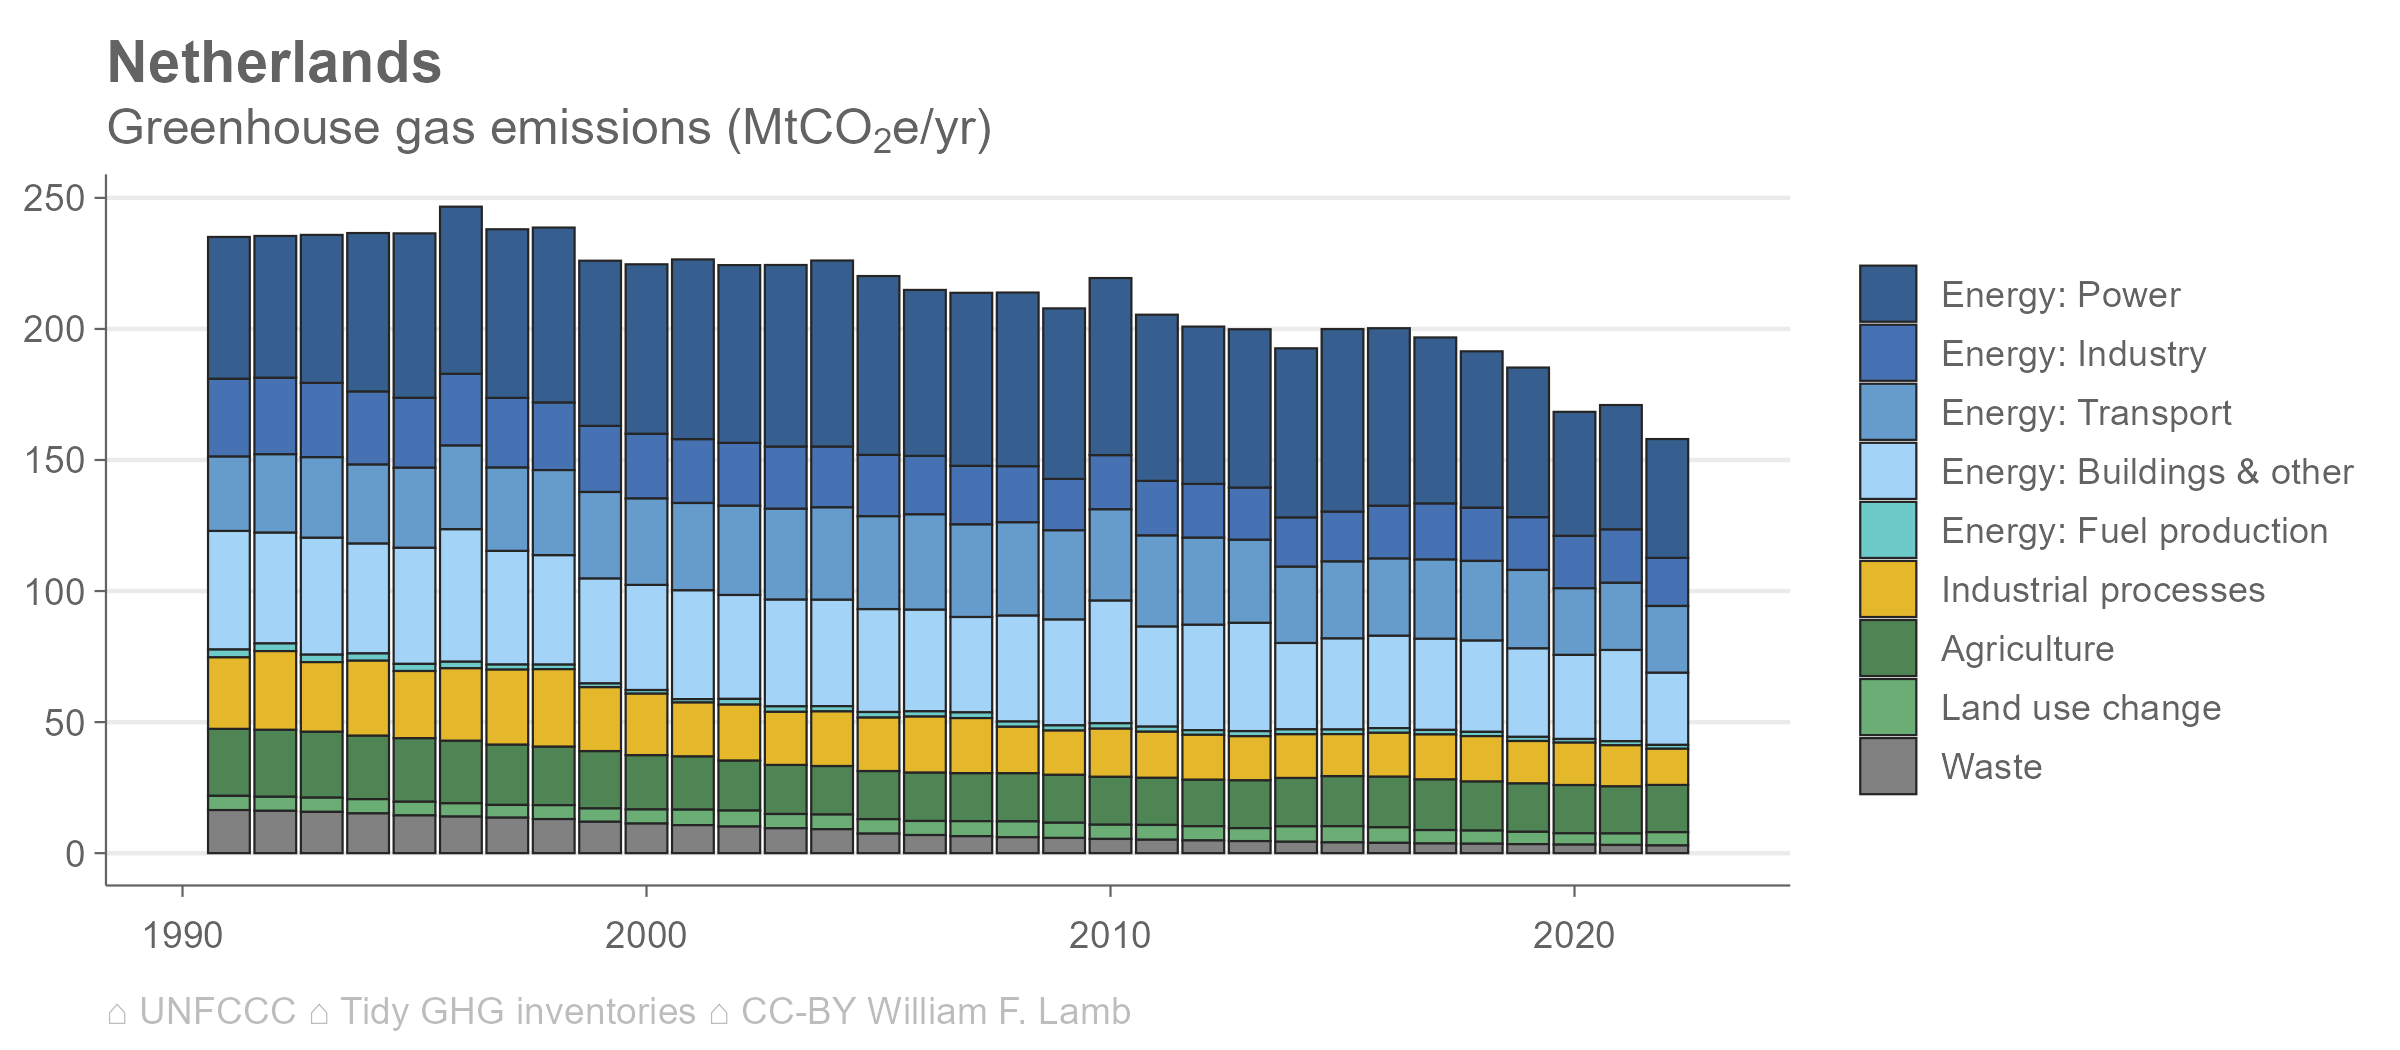 Netherlands
Greenhouse gas emissions (MtCO₂e/yr)
250
200
150
100
50
0
1990 2000 2010 2020
Energy: Power
Energy: Industry
Energy: Transport
Energy: Buildings & other
Energy: Fuel production
Industrial processes
Agriculture
Land use change
Waste
⌂ UNFCCC ⌂ Tidy GHG inventories ⌂ CC-BY William F. Lamb